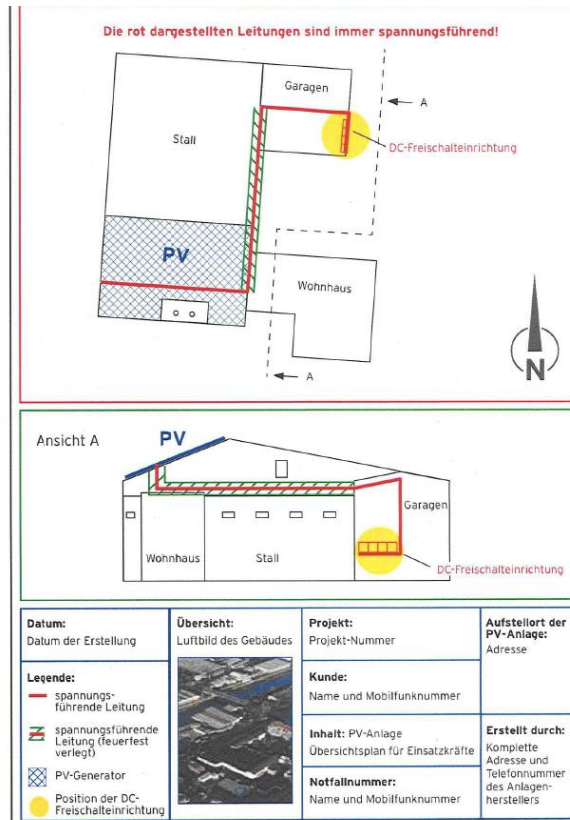 Die rot dargestellten Leitungen sind immer spannungsführend!
Garagen
A
Stall
DC-Freischalteinrichtung
PV
Wohnhaus
N
A
Ansicht A
PV
Garagen
Wohnhaus
Stall
DC-Freischalteinrichtung
Datum:
Datum der Erstellung
Legende:
spannungs-
führende Leitung
spannungsführende
Leitung (feuerfest
verlegt)
PV-Generator
Position der DC-
Freischalteinrichtung
Übersicht:
Luftbild des Gebäudes
Projekt:
Projekt-Nummer
Kunde:
Name und Mobilfunknummer
Inhalt: PV-Anlage
Übersichtsplan für Einsatzkräfte
Notfallnummer:
Name und Mobilfunknummer
Aufstellort der
PV-Anlage:
Adresse
Erstellt durch:
Komplette
Adresse und
Telefonnummer
des Anlagen-
herstellers